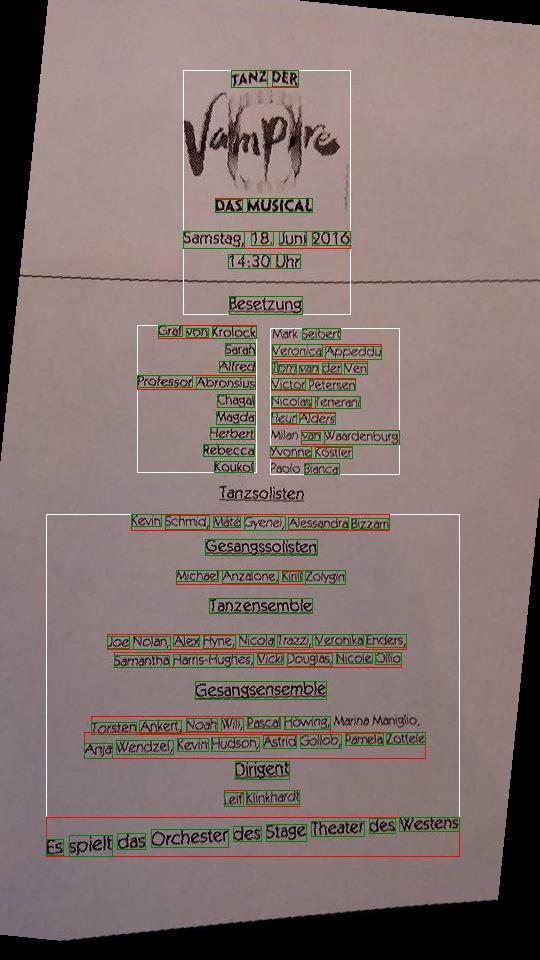 TANZ DER
Vampire
DAS MUSICAL
Samstag, 18. Juni 2016
14:30 Uhr
Besetzung
Graf von Krolock Mark Seibert
Sarah Veronica Appeddu
Alfred Tom van der Ven
Professor Abronsius Victor Petersen
Chagal Nicolas Tenerani
Magda Fleur Alders
Herbert Milan van Waardenburg
Rebecca Yvonne Köstler
Koukol Paolo Bianca
Tanzsolisten
Kevin Schmid, Máté Gyenei, Alessandra Bizzarri
Gesangssolisten
Michael Anzalone, Kirill Zolygin
Tanzensemble
Joe Nolan, Alex Hyne, Nicola Trazzi, Veronika Enders,
Samantha Harris-Hughes, Vicki Douglas, Nicole Ollio
Gesangsensemble
Torsten Ankert, Noah Wili, Pascal Höwing, Marina Maniglio,
Anja Wendzel, Kevin Hudson, Astrid Gollob, Pamela Zottele
Dirigent
Leif Klinkhardt
Es spielt das Orchester des Stage Theater des Westens